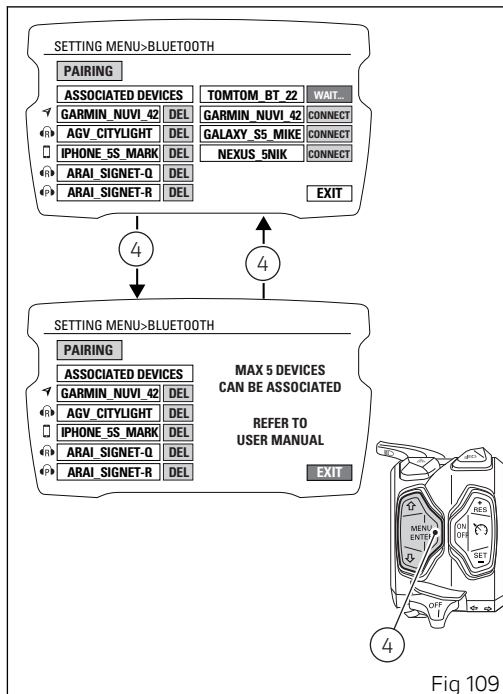 SETTING MENU>BLUETOOTH
PAIRING
ASSOCIATED DEVICES TOMTOM_BT_22 WAIT...
GARMIN_NUVI_42 DEL GARMIN_NUVI_42 CONNECT
R AGV_CITYLIGHT DEL GALAXY_S5_MIKE CONNECT
IPHONE_5S_MARK DEL NEXUS_5NIK CONNECT
R ARAI_SIGNET-Q DEL
P ARAI_SIGNET-R DEL EXIT
4 4
SETTING MENU>BLUETOOTH
PAIRING
ASSOCIATED DEVICES
GARMIN_NUVI_42 DEL
R AGV_CITYLIGHT DEL
IPHONE_5S_MARK DEL
R ARAI_SIGNET-Q DEL
P ARAI_SIGNET-R DEL
MAX 5 DEVICES
CAN BE ASSOCIATED
REFER TO
USER MANUAL
EXIT
MENU
ENTER
+
RES
ON
OFF
SET
-
OFF
4
Fig 109